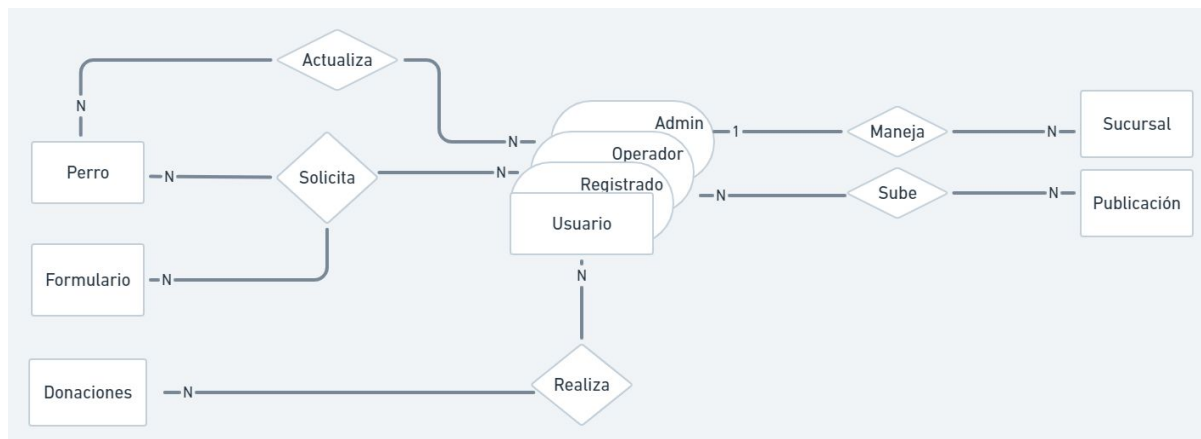 Actualiza
N
Admin
1
Maneja
N
Sucursal
N
Operador
Perro
N
Solicita
N
Registrado
N
Sube
N
Publicación
Usuario
Formulario
N
N
Donaciones
N
Realiza